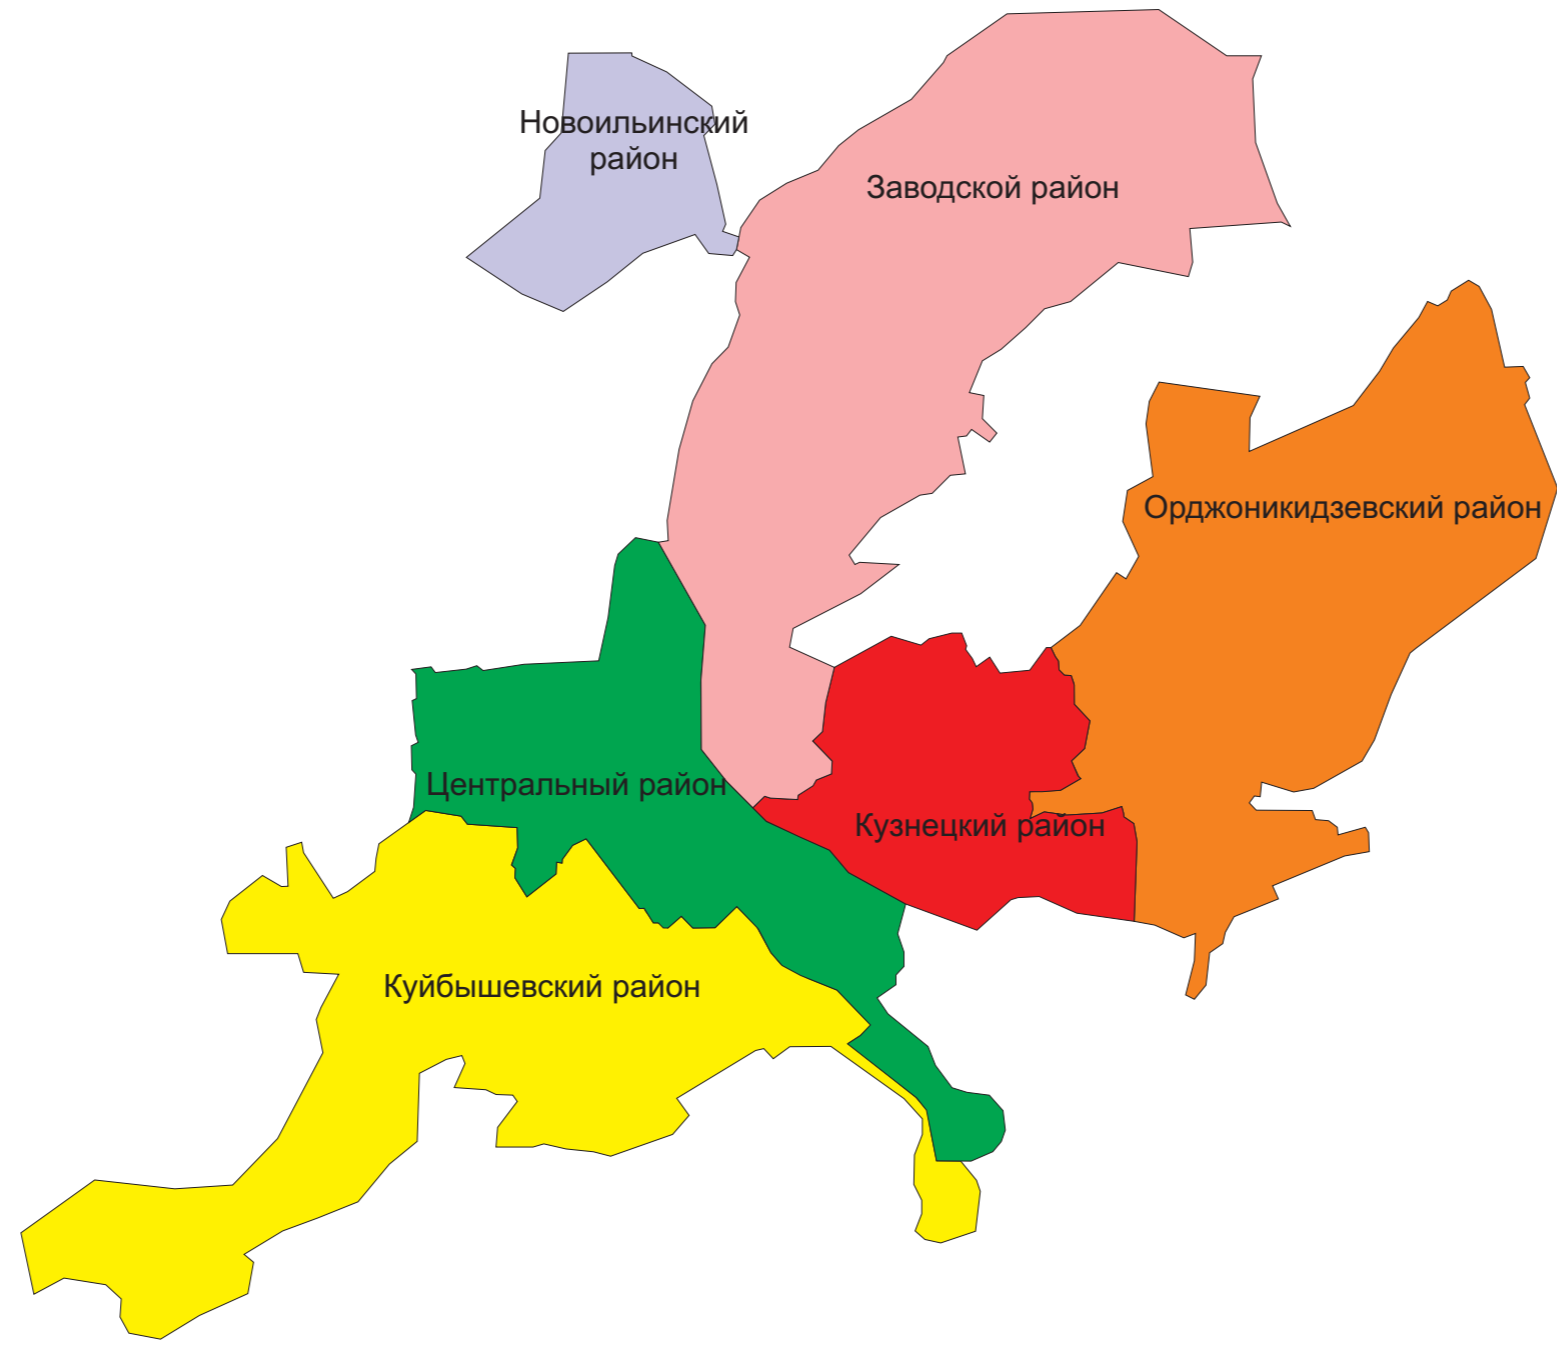 Новоильинский
район
Заводской район
Орджоникидзевский район
Центральный район
Кузнецкий район
Куйбышевский район